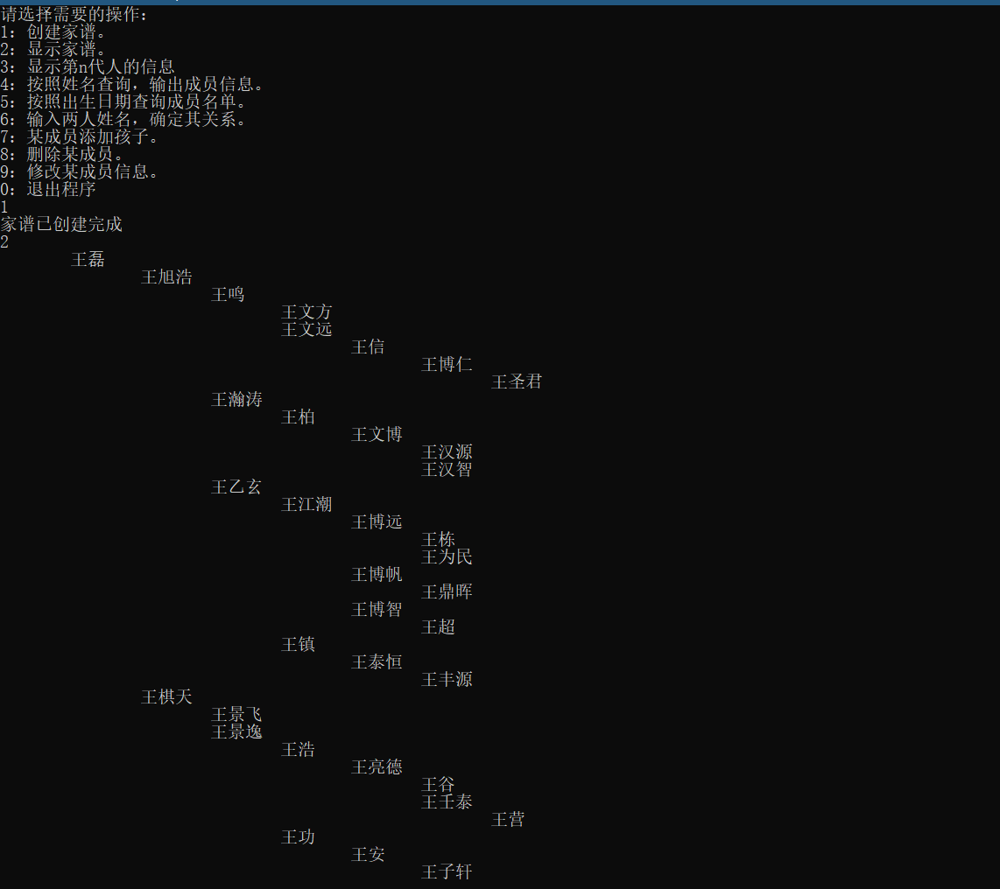 请选择需要的操作：
1：创建家谱。
2：显示家谱。
3：显示第n代人的信息
4：按照姓名查询，输出成员信息。
5：按照出生日期查询成员名单。
6：输入两人姓名，确定其关系。
7：某成员添加孩子。
8：删除某成员。
9：修改某成员信息。
0：退出程序
1
家谱已创建完成
2
王磊
王旭浩
王鸣
王文方
王文远
王信
王博仁
王圣君
王瀚涛
王柏
王文博
王汉源
王汉智
王乙玄
王江潮
王博远
王栋
王为民
王博帆
王鼎晖
王博智
王超
王镇
王泰恒
王丰源
王棋天
王景飞
王景逸
王浩
王亮德
王谷
王壬泰
王营
王功
王安
王子轩